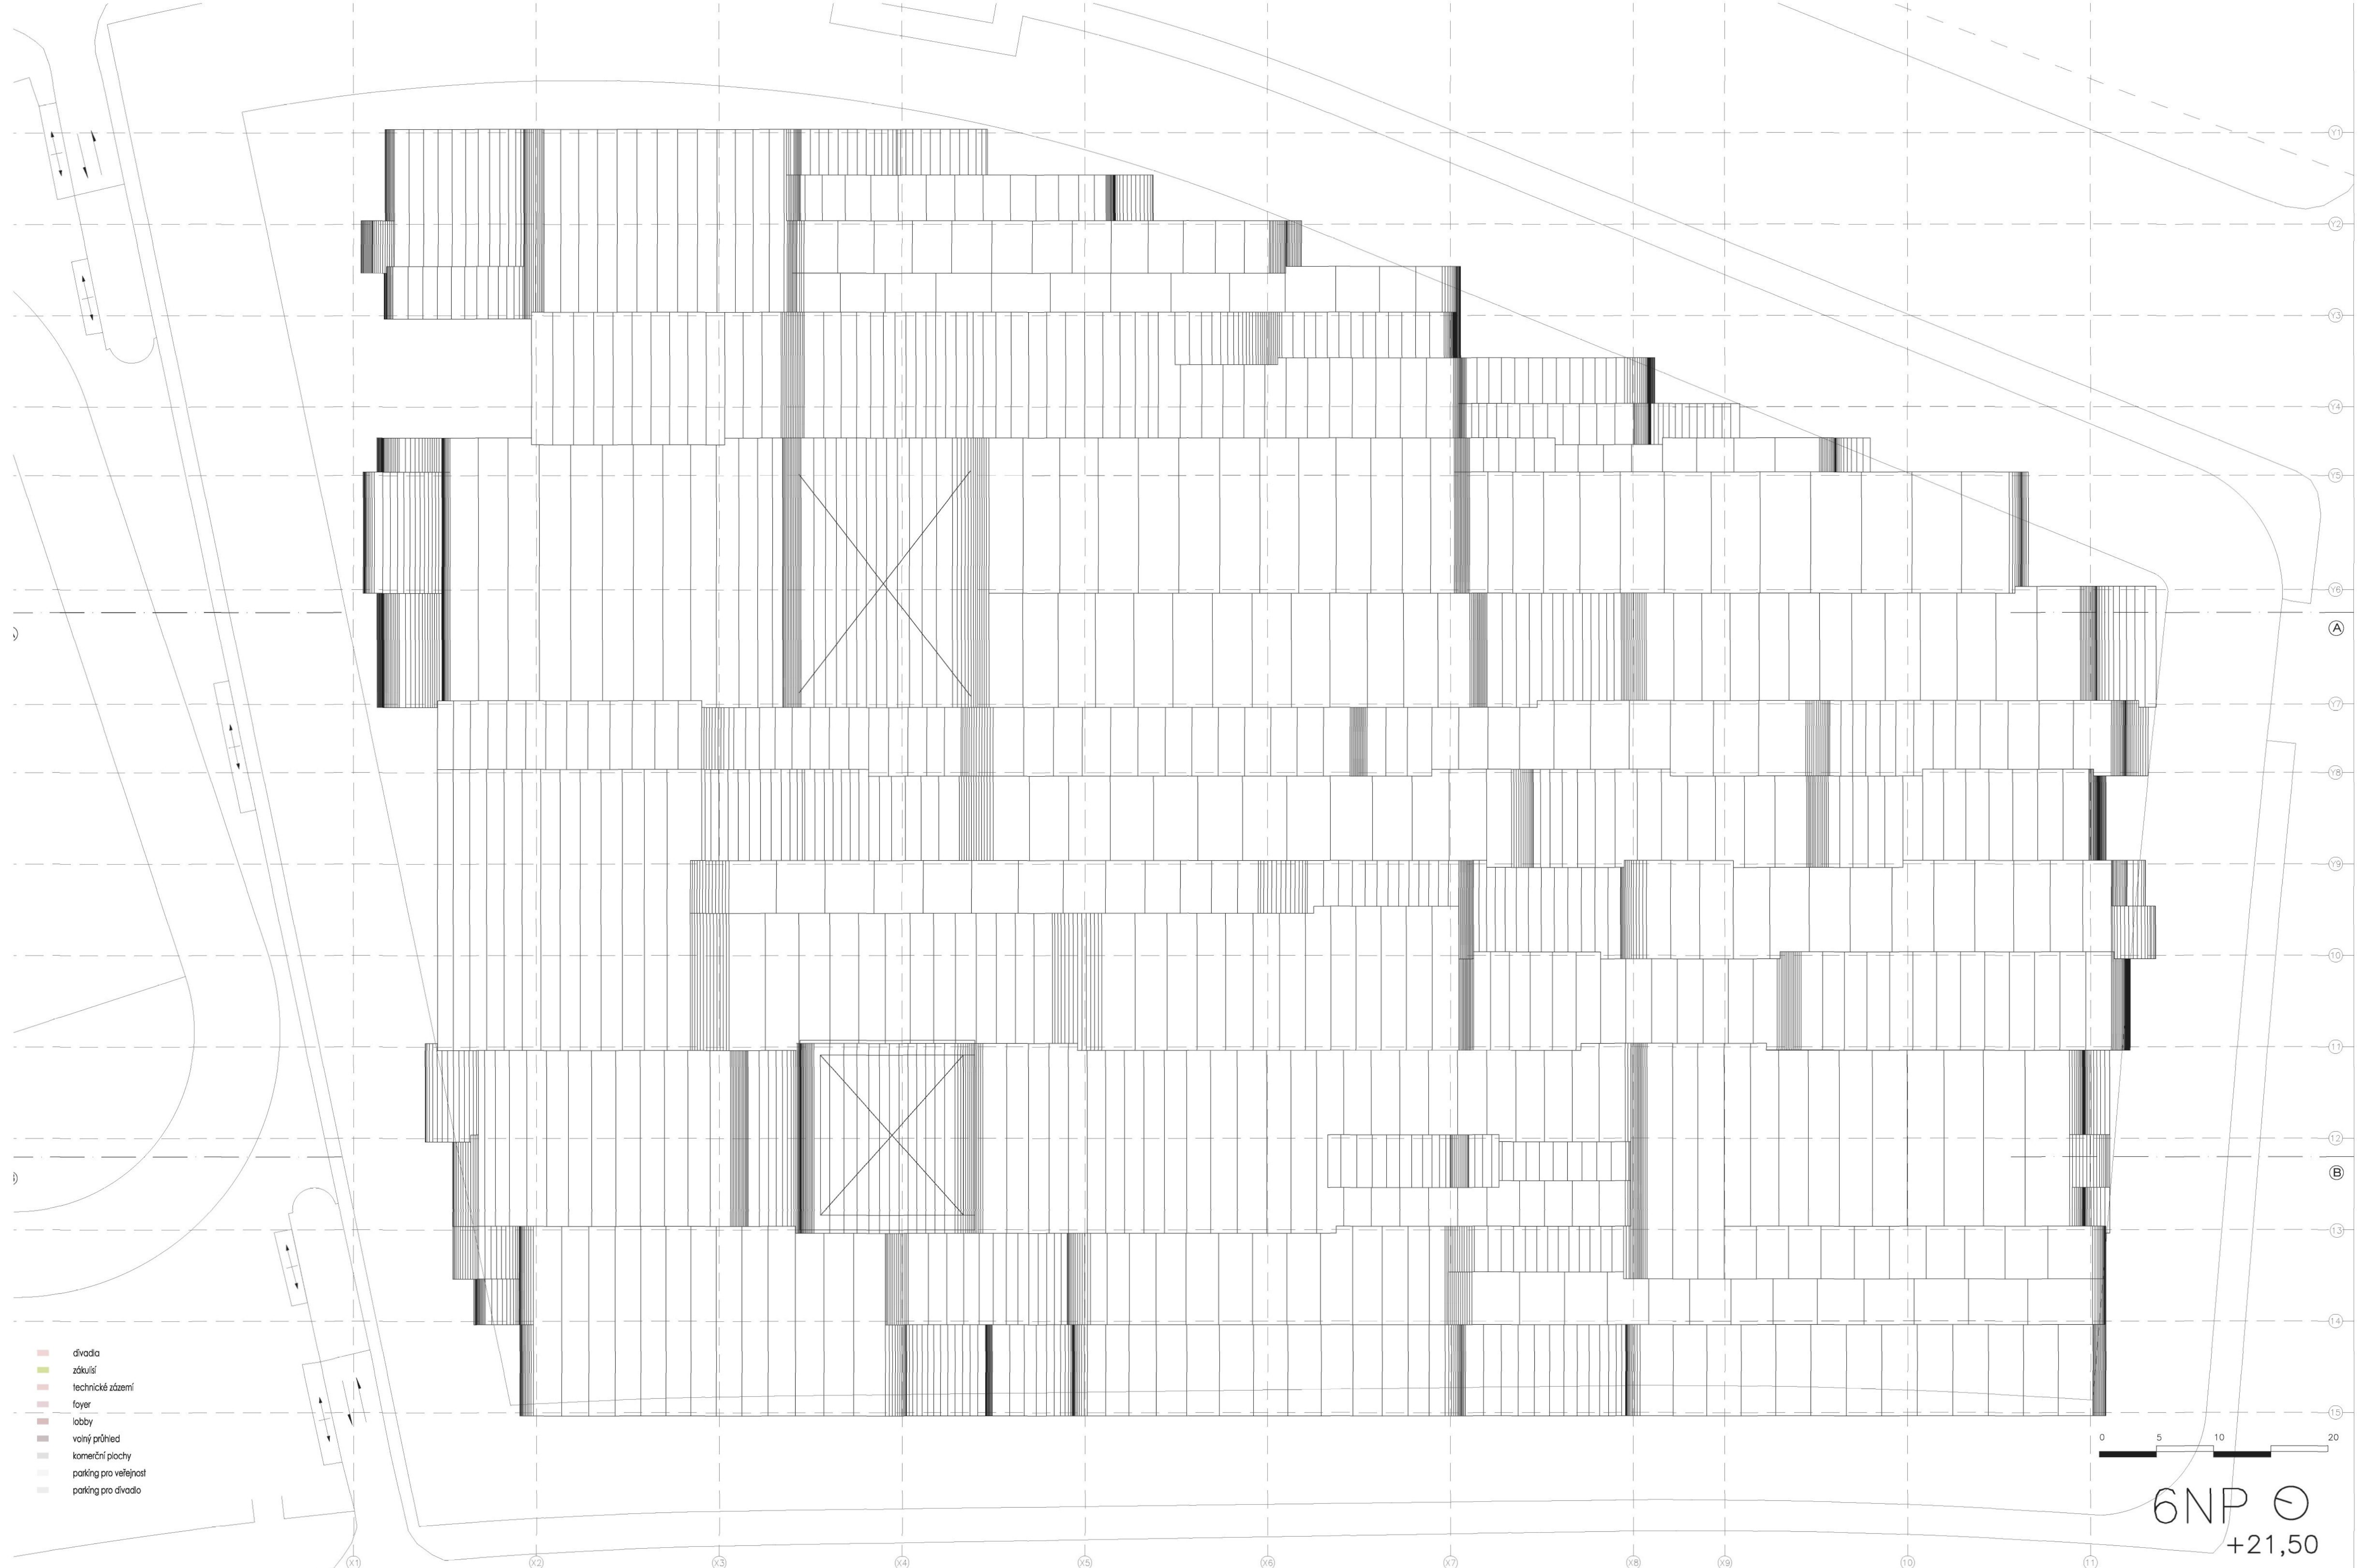 Y1
Y2
Y3
Y4
Y5
Y6
A
Y7
Y8
Y9
10
11
12
B
13
14
15
divadla
zákulisí
technické zázemí
foyer
lobby
volný průhled
komerční plochy
parking pro veřejnost
parking pro divadlo
0 5 10 20
6NP
+21,50
X1 X2 X3 X4 X5 X6 X7 X8 X9 10 11